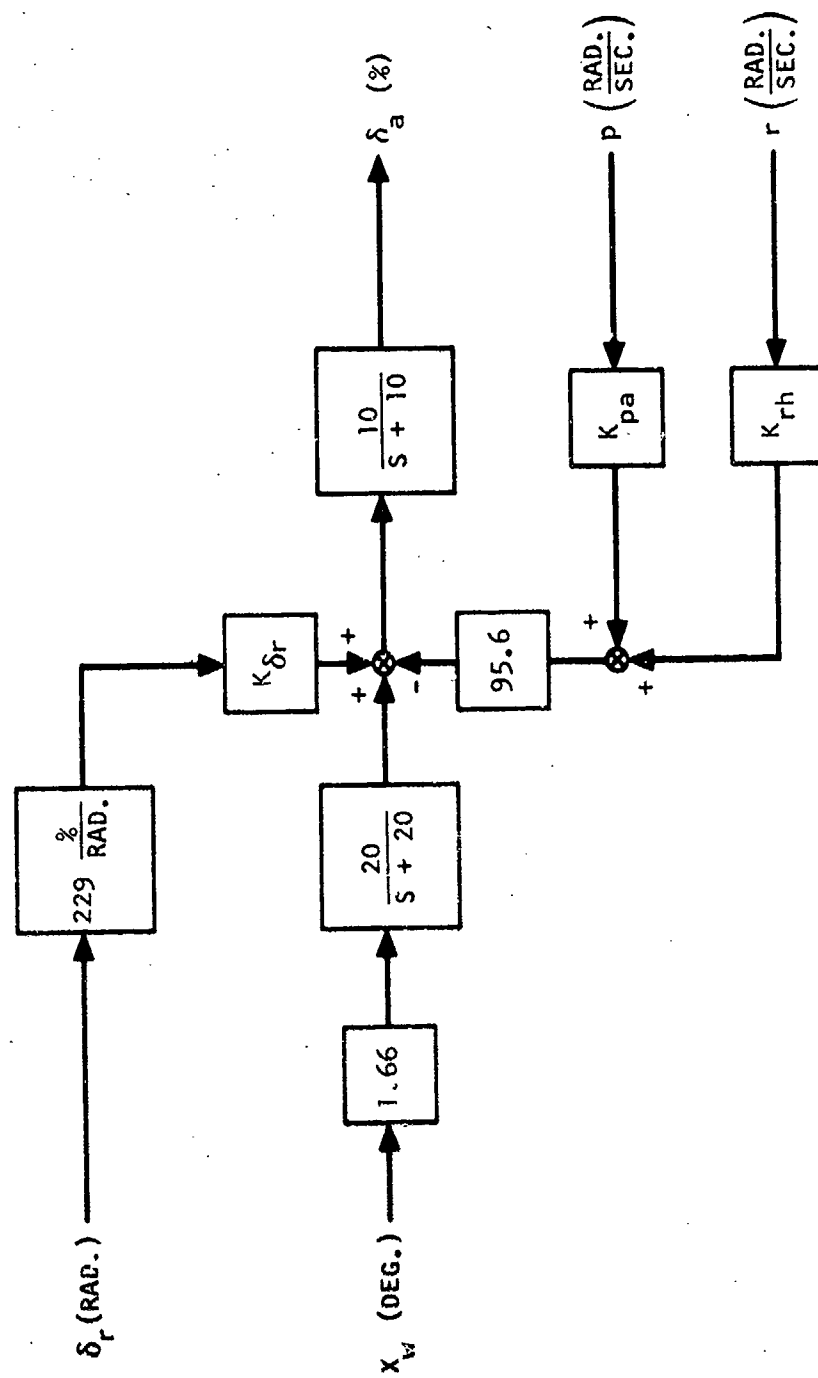 δr (RAD.)
229 %/RAD.
Kδr
Xw (DEG.)
1.66
20/S + 20
+
+
-
10/S + 10
δa (%)
95.6
+
+
Kpa
p (RAD./SEC.)
Krh
r (RAD./SEC.)